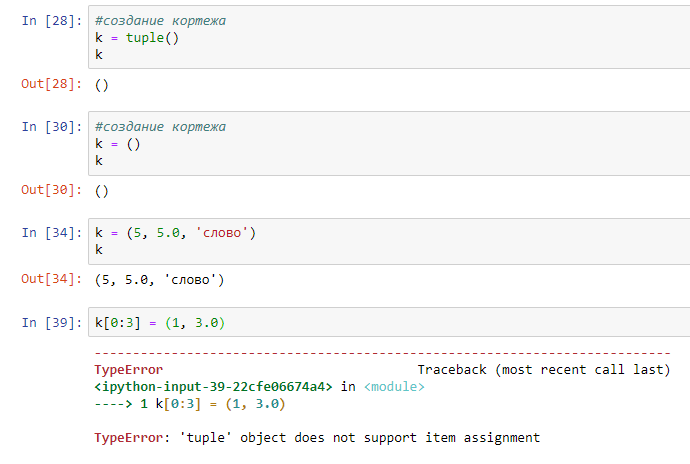 In [28]: #создание кортежа
k = tuple()
k
Out[28]: ()
In [30]: #создание кортежа
k = ()
k
Out[30]: ()
In [34]: k = (5, 5.0, 'слово')
k
Out[34]: (5, 5.0, 'слово')
In [39]: k[0:3] = (1, 3.0)
---------------------------------------------------------------------------
TypeError                                 Traceback (most recent call last)
<ipython-input-39-22cfe06674a4> in <module>
----> 1 k[0:3] = (1, 3.0)
TypeError: 'tuple' object does not support item assignment